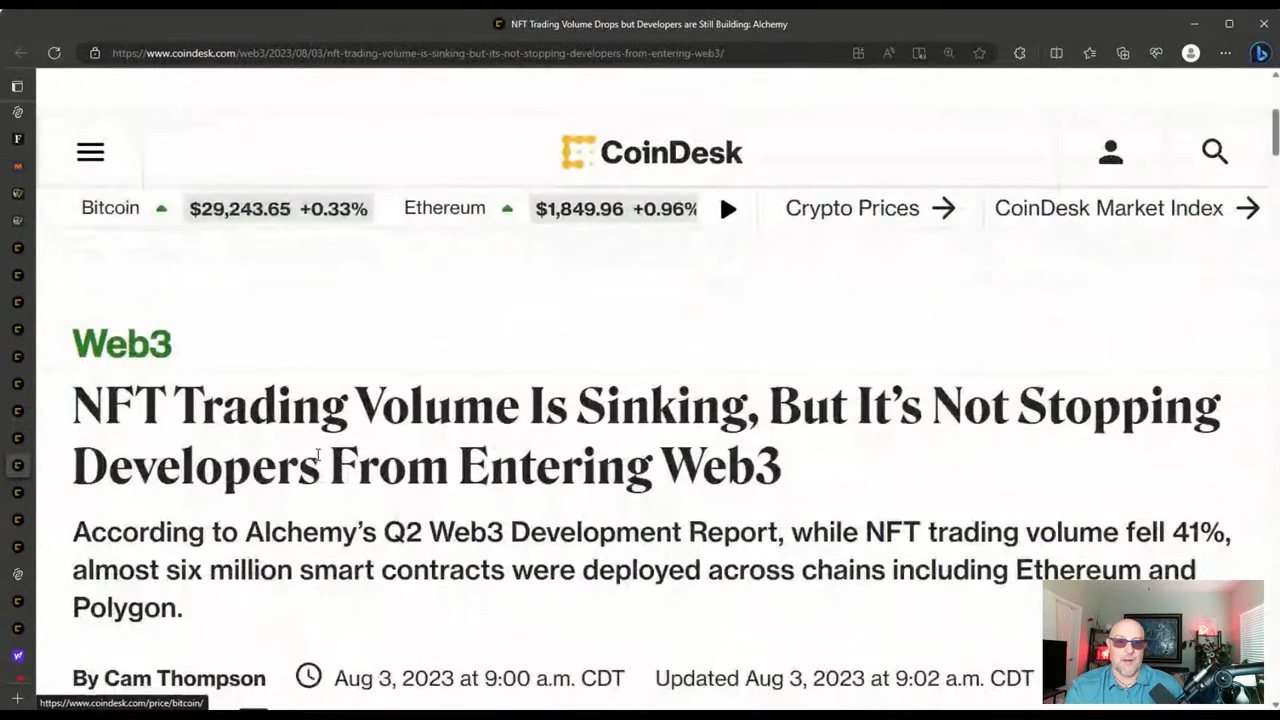 NFT Trading Volume Drops but Developers are Still Building: Alchemy
https://www.coindesk.com/web3/2023/08/03/nft-trading-volume-is-sinking-but-its-not-stopping-developers-from-entering-web3/
CoinDesk
Bitcoin $29,243.65 +0.33% Ethereum $1,849.96 +0.96% Crypto Prices → CoinDesk Market Index →
Web3
NFT Trading Volume Is Sinking, But It's Not Stopping
Developers From Entering Web3
According to Alchemy's Q2 Web3 Development Report, while NFT trading volume fell 41%,
almost six million smart contracts were deployed across chains including Ethereum and
Polygon.
By Cam Thompson Aug 3, 2023 at 9:00 a.m. CDT Updated Aug 3, 2023 at 9:02 a.m. CDT
https://www.coindesk.com/price/bitcoin/